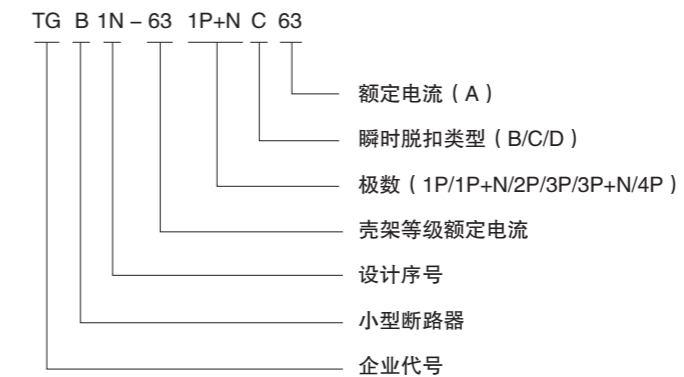 TG B 1N – 63 1P+N C 63
额定电流（A）
瞬时脱扣类型（B/C/D）
极数（1P/1P+N/2P/3P/3P+N/4P）
壳架等级额定电流
设计序号
小型断路器
企业代号